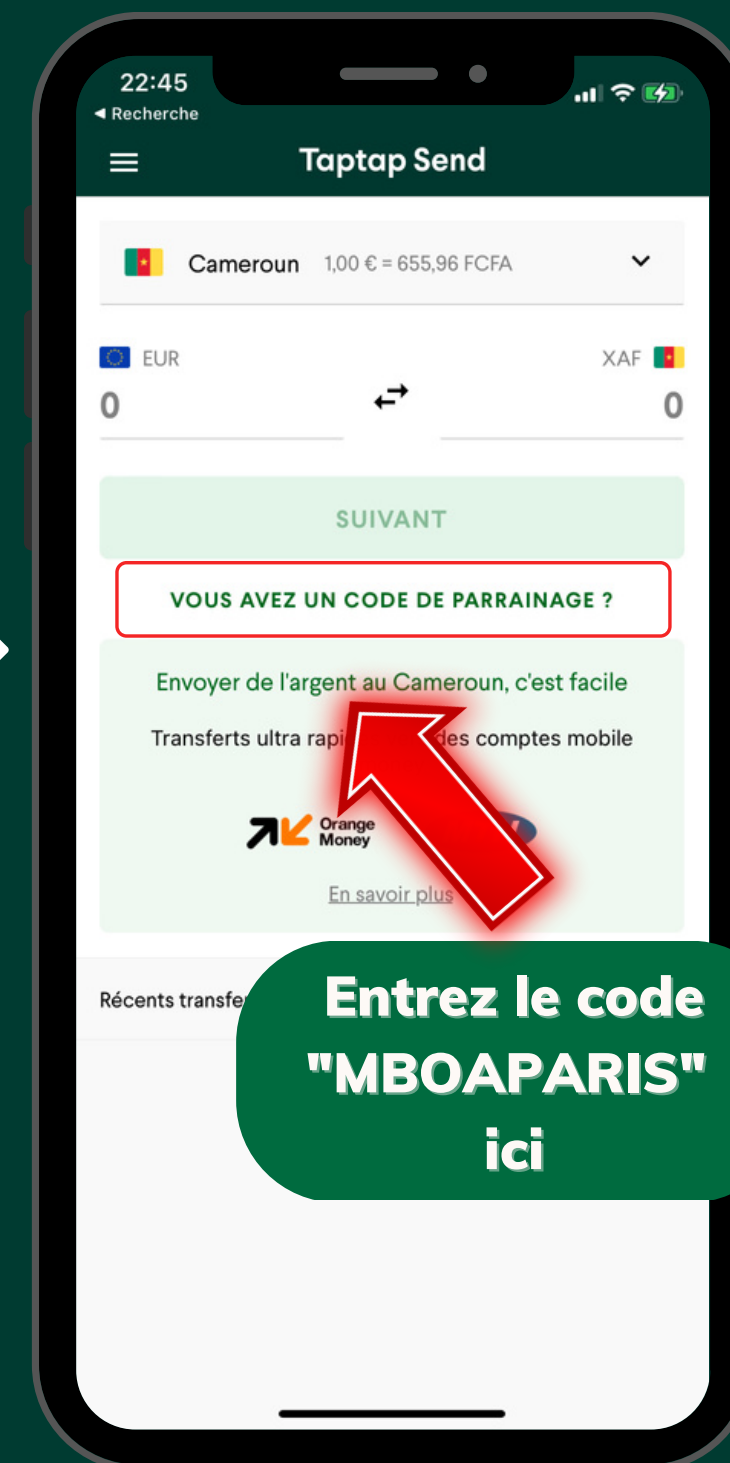 22:45
◀ Recherche
Taptap Send
Cameroun 1,00 € = 655,96 FCFA
EUR XAF
0 0
SUIVANT
VOUS AVEZ UN CODE DE PARRAINAGE ?
Envoyer de l'argent au Cameroun, c'est facile
Transferts ultra des comptes mobile
Orange
Money
En savoir plus
Récents
Entrez le code
"MBOAPARIS"
ici